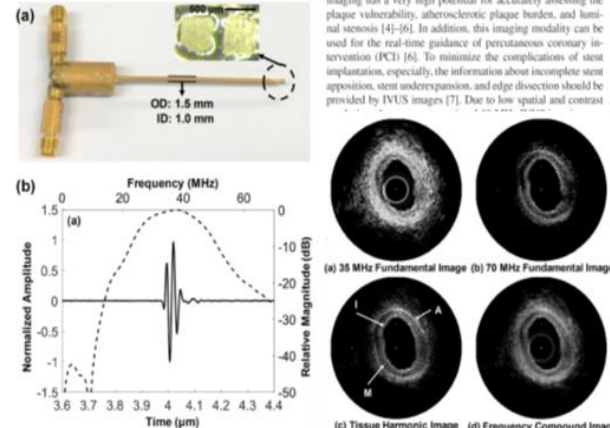 (a)
500 µm
OD: 1.5 mm
ID: 1.0 mm
(b)
Frequency (MHz)
0 20 40 60
(a)
Normalized Amplitude
1.5
1
0.5
0
-0.5
-1
-1.5
0
-10
-20
-30
-40
-50
Relative Magnitude (dB)
3.6 3.7 3.8 3.9 4 4.1 4.2 4.3 4.4
Time (µm)
imaging has a very high potential for accurately assessing the
plaque vulnerability, atherosclerotic plaque burden, and lumi-
nal stenosis [4]–[6]. In addition, this imaging modality can be
used for the real-time guidance of percutaneous coronary in-
tervention (PCI) [6]. To minimize the complications of stent
implantation, especially, the information about incomplete stent
apposition, stent underexpansion, and edge dissection should be
provided by IVUS images [7]. Due to low spatial and contrast
(a) 35 MHz Fundamental Image (b) 70 MHz Fundamental Image
I
A
M
(c) Tissue Harmonic Image (d) Frequency Compound Imag